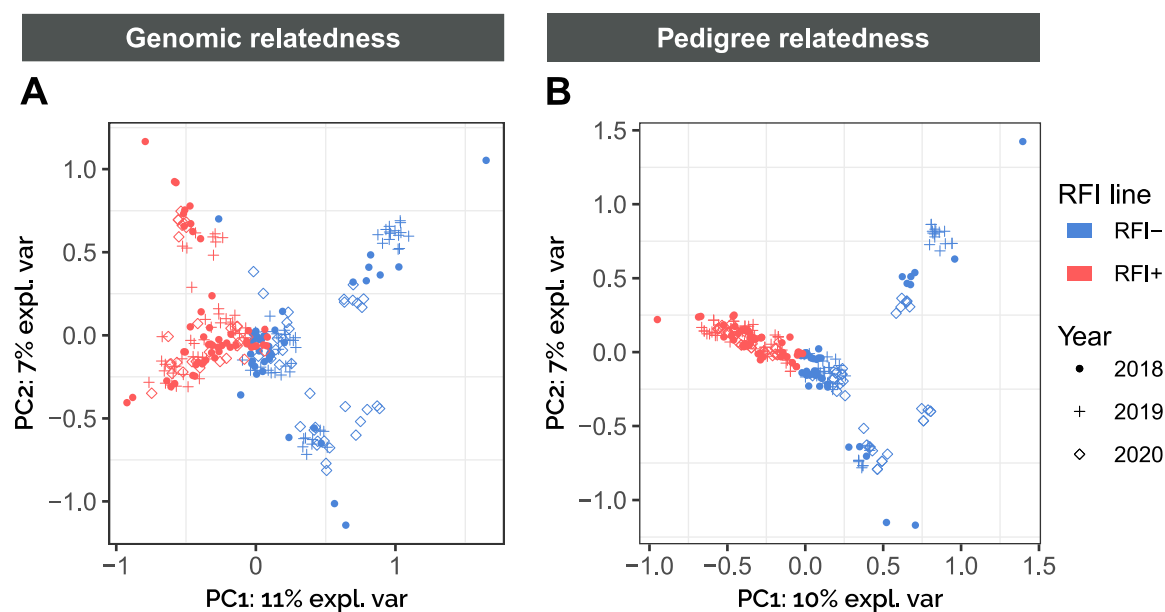 Genomic relatedness
Pedigree relatedness
A
B
PC2: 7% expl. var
1.0
0.5
0.0
−0.5
−1.0
−1
0
1
PC1: 11% expl. var
PC2: 7% expl. var
1.5
1.0
0.5
0.0
−0.5
−1.0
−1.0
−0.5
0.0
0.5
1.0
1.5
PC1: 10% expl. var
RFI line
RFI−
RFI+
Year
2018
2019
2020